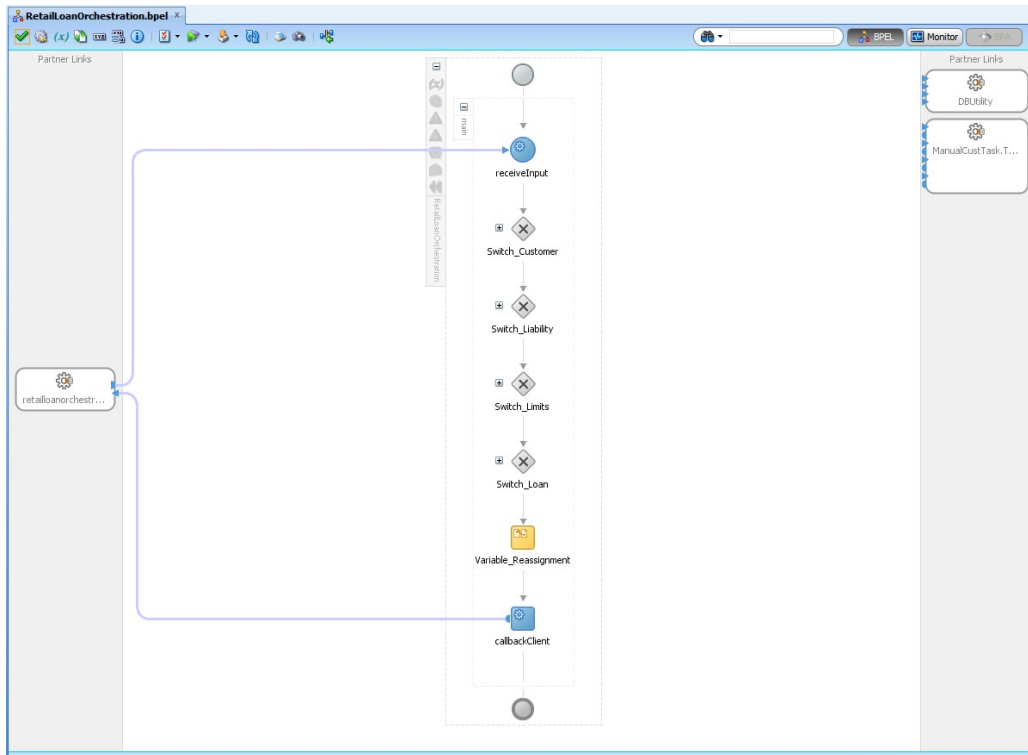 RetailLoanOrchestration.bpel
(x)
BPEL
Monitor
BPA
Partner Links
Partner Links
main
DBUtility
ManualCustTask.T...
receiveInput
RetailLoanOrchestration
Switch_Customer
Switch_Liability
retailloanorchestr...
Switch_Limits
Switch_Loan
Variable_Reassignment
callbackClient